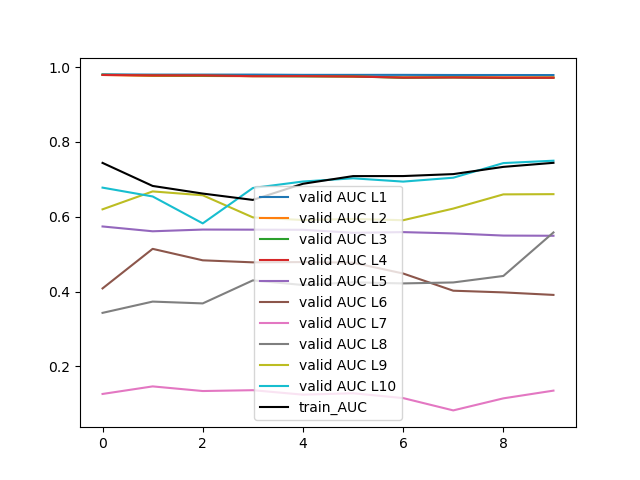 1.0
0.8
0.6
0.4
0.2
valid AUC L1
valid AUC L2
valid AUC L3
valid AUC L4
valid AUC L5
valid AUC L6
valid AUC L7
valid AUC L8
valid AUC L9
valid AUC L10
train_AUC
0 2 4 6 8